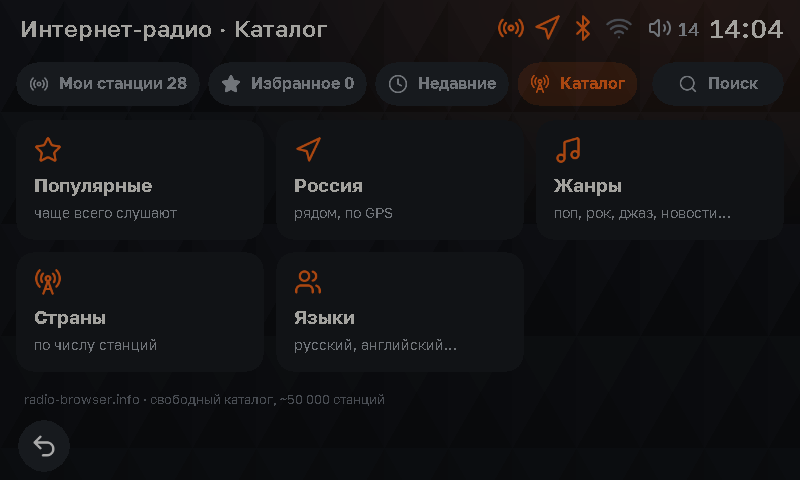 Интернет-радио · Каталог
14 14:04
Мои станции 28 Избранное 0 Недавние Каталог Поиск
Популярные
чаще всего слушают
Россия
рядом, по GPS
Жанры
поп, рок, джаз, новости...
Страны
по числу станций
Языки
русский, английский...
radio-browser.info · свободный каталог, ~50 000 станций